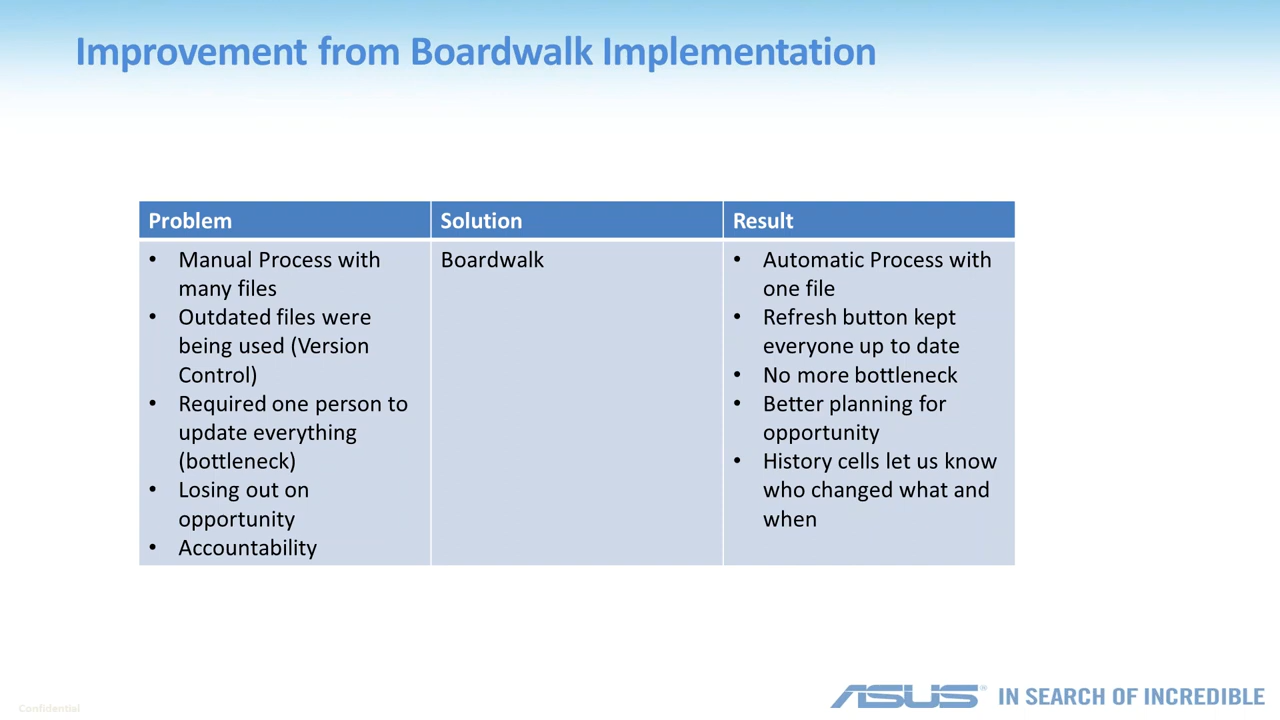 Improvement from Boardwalk Implementation
Problem
Solution
Result
• Manual Process with
many files
• Outdated files were
being used (Version
Control)
• Required one person to
update everything
(bottleneck)
• Losing out on
opportunity
• Accountability
Boardwalk
• Automatic Process with
one file
• Refresh button kept
everyone up to date
• No more bottleneck
• Better planning for
opportunity
• History cells let us know
who changed what and
when
Confidential
ASUS® IN SEARCH OF INCREDIBLE